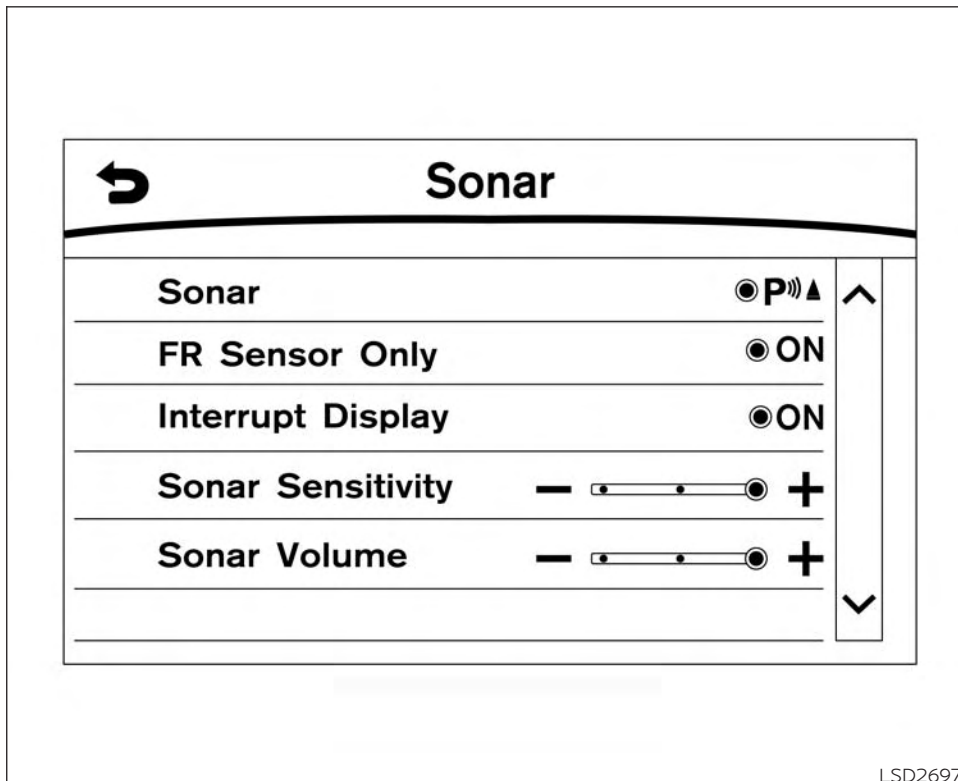 Sonar
Sonar P
FR Sensor Only ON
Interrupt Display ON
Sonar Sensitivity − +
Sonar Volume − +
LSD2697